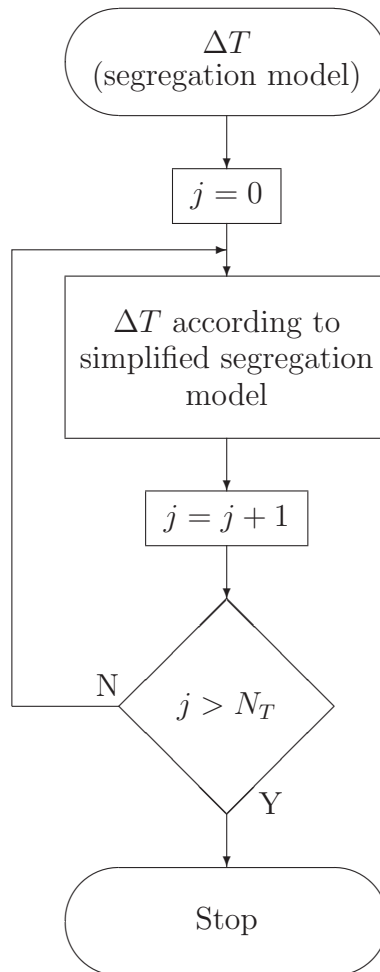 ΔT
(segregation model)
j = 0
ΔT according to
simplified segregation
model
j = j + 1
j > N_T
N
Y
Stop